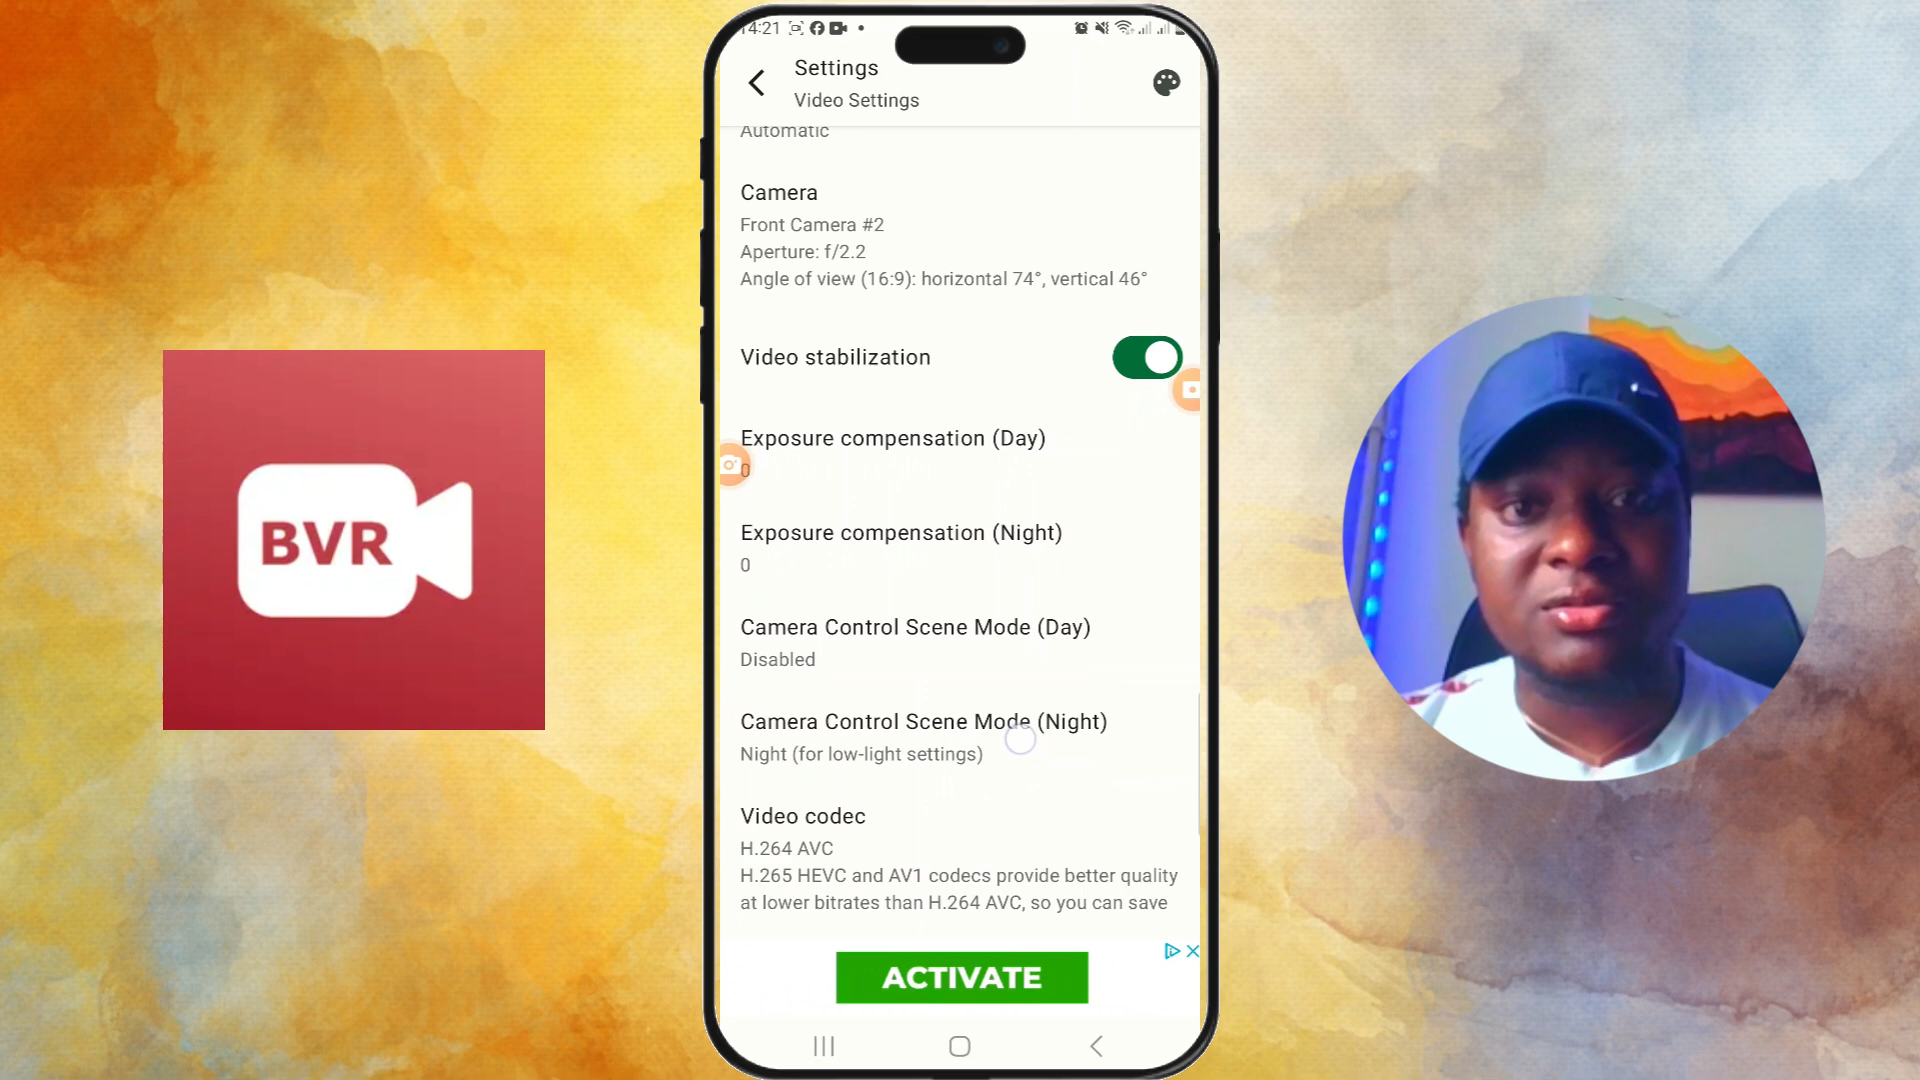 14:21
Settings
Video Settings
Automatic
Camera
Front Camera #2
Aperture: f/2.2
Angle of view (16:9): horizontal 74°, vertical 46°
Video stabilization
Exposure compensation (Day)
0
Exposure compensation (Night)
0
Camera Control Scene Mode (Day)
Disabled
Camera Control Scene Mode (Night)
Night (for low-light settings)
Video codec
H.264 AVC
H.265 HEVC and AV1 codecs provide better quality
at lower bitrates than H.264 AVC, so you can save
ACTIVATE
BVR